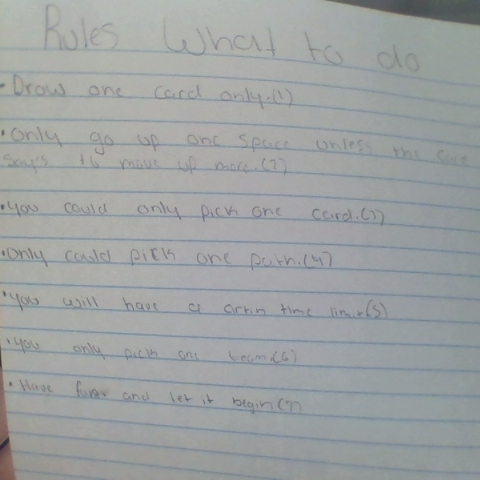 Rules What to do
• Draw one card only.(1)
• Only go up one space unless the card
say's to move up more.(2)
• You could only pick one card.(3)
• Only could pick one path.(4)
• You will have a time limit(5)
• You only pick one team(6)
• Have and let it begin(7)